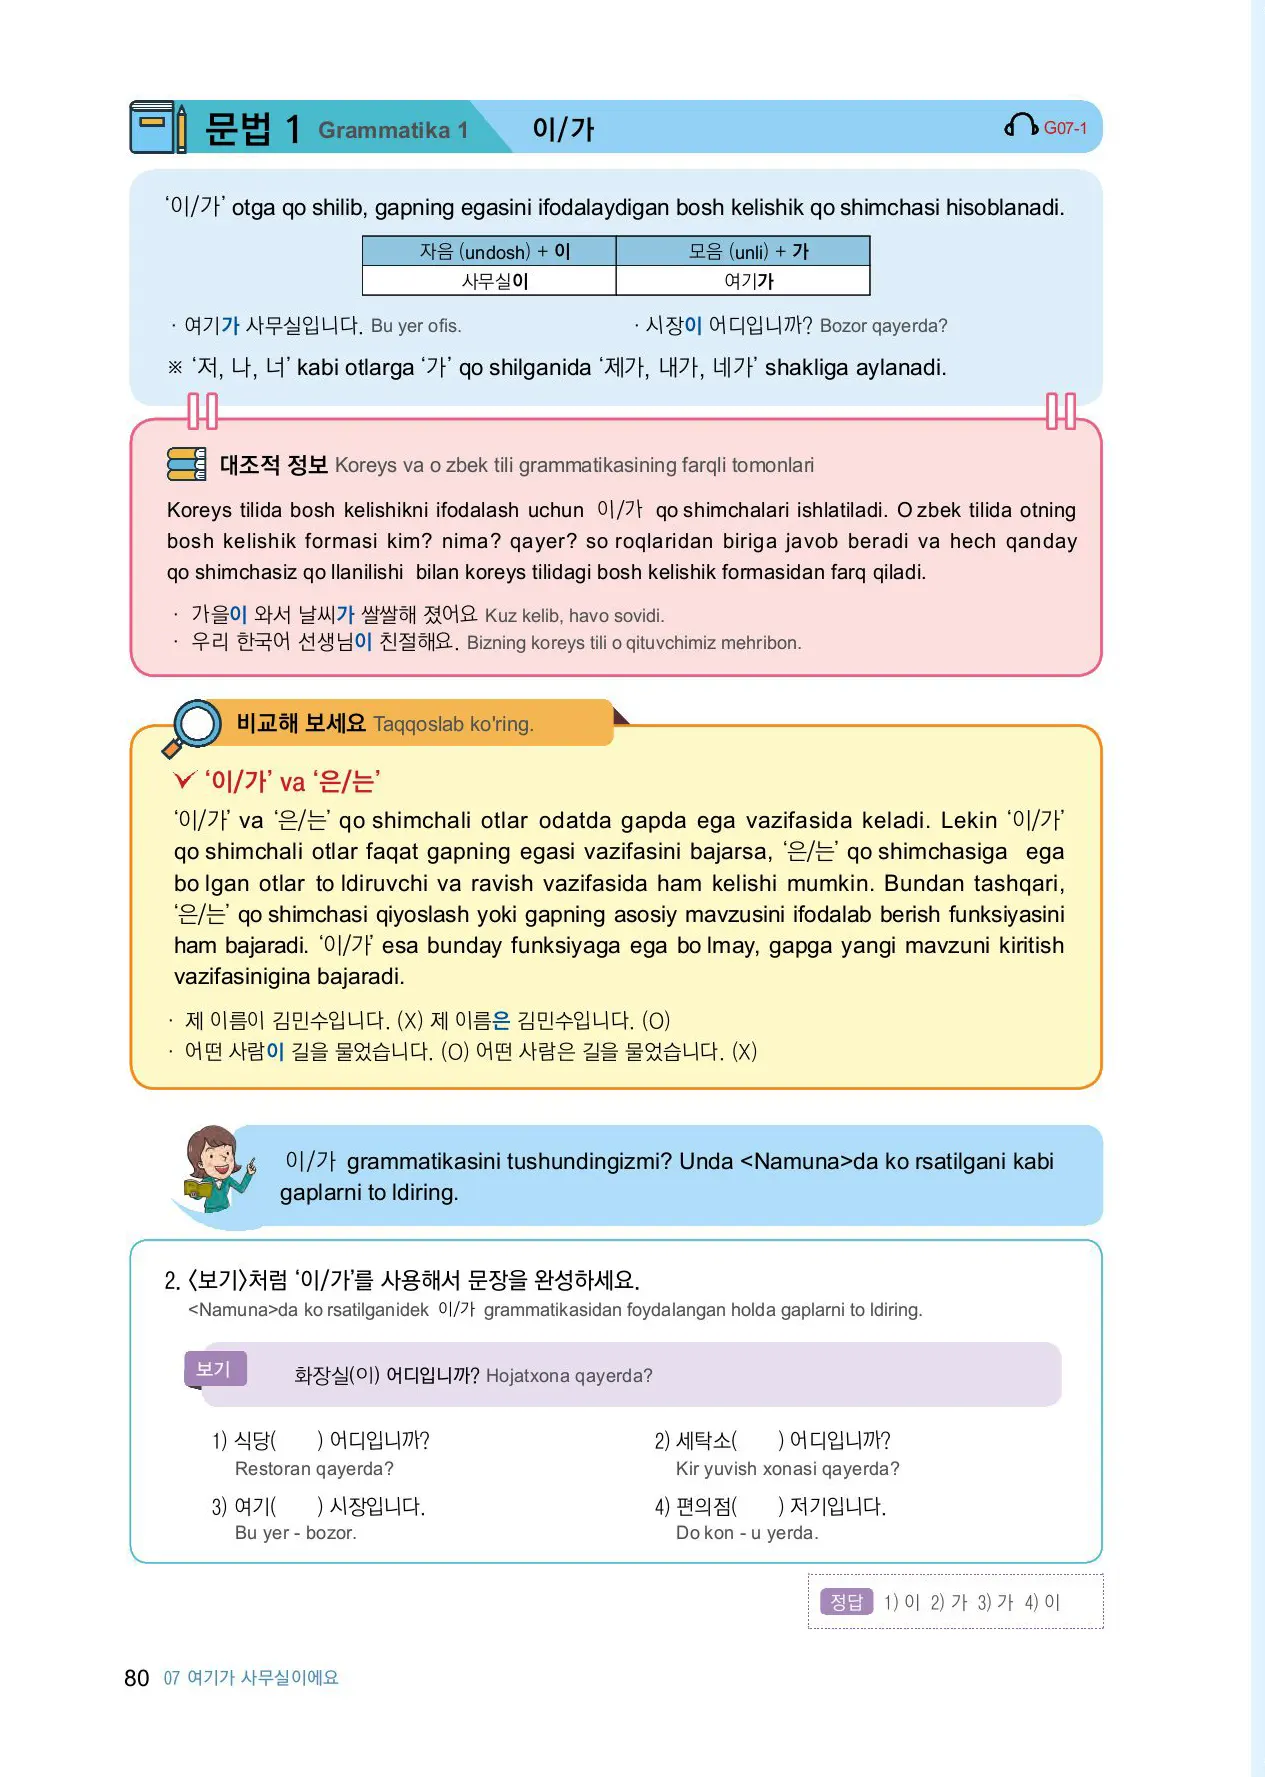 문법 1 Grammatika 1 이/가 G07-1
‘이/가’ otga qo shilib, gapning egasini ifodalaydigan bosh kelishik qo shimchasi hisoblanadi.
자음 (undosh) + 이 모음 (unli) + 가
사무실이 여기가
· 여기가 사무실입니다. Bu yer ofis. · 시장이 어디입니까? Bozor qayerda?
※ ‘저, 나, 너’ kabi otlarga ‘가’ qo shilganida ‘제가, 내가, 네가’ shakliga aylanadi.
대조적 정보 Koreys va o zbek tili grammatikasining farqli tomonlari
Koreys tilida bosh kelishikni ifodalash uchun 이/가 qo shimchalari ishlatiladi. O zbek tilida otning
bosh kelishik formasi kim? nima? qayer? so roqlaridan biriga javob beradi va hech qanday
qo shimchasiz qo llanilishi bilan koreys tilidagi bosh kelishik formasidan farq qiladi.
· 가을이 와서 날씨가 쌀쌀해 졌어요 Kuz kelib, havo sovidi.
· 우리 한국어 선생님이 친절해요. Bizning koreys tili o qituvchimiz mehribon.
비교해 보세요 Taqqoslab ko'ring.
‘이/가’ va ‘은/는’
‘이/가’ va ‘은/는’ qo shimchali otlar odatda gapda ega vazifasida keladi. Lekin ‘이/가’
qo shimchali otlar faqat gapning egasi vazifasini bajarsa, ‘은/는’ qo shimchasiga ega
bo lgan otlar to ldiruvchi va ravish vazifasida ham kelishi mumkin. Bundan tashqari,
‘은/는’ qo shimchasi qiyoslash yoki gapning asosiy mavzusini ifodalab berish funksiyasini
ham bajaradi. ‘이/가’ esa bunday funksiyaga ega bo lmay, gapga yangi mavzuni kiritish
vazifasinigina bajaradi.
· 제 이름이 김민수입니다. (X) 제 이름은 김민수입니다. (O)
· 어떤 사람이 길을 물었습니다. (O) 어떤 사람은 길을 물었습니다. (X)
이/가 grammatikasini tushundingizmi? Unda <Namuna>da ko rsatilgani kabi
gaplarni to ldiring.
2. 〈보기〉처럼 ‘이/가’를 사용해서 문장을 완성하세요.
<Namuna>da ko rsatilganidek 이/가 grammatikasidan foydalangan holda gaplarni to ldiring.
보기 화장실(이) 어디입니까? Hojatxona qayerda?
1) 식당( ) 어디입니까? 2) 세탁소( ) 어디입니까?
Restoran qayerda? Kir yuvish xonasi qayerda?
3) 여기( ) 시장입니다. 4) 편의점( ) 저기입니다.
Bu yer - bozor. Do kon - u yerda.
정답 1) 이 2) 가 3) 가 4) 이
80 07 여기가 사무실이에요